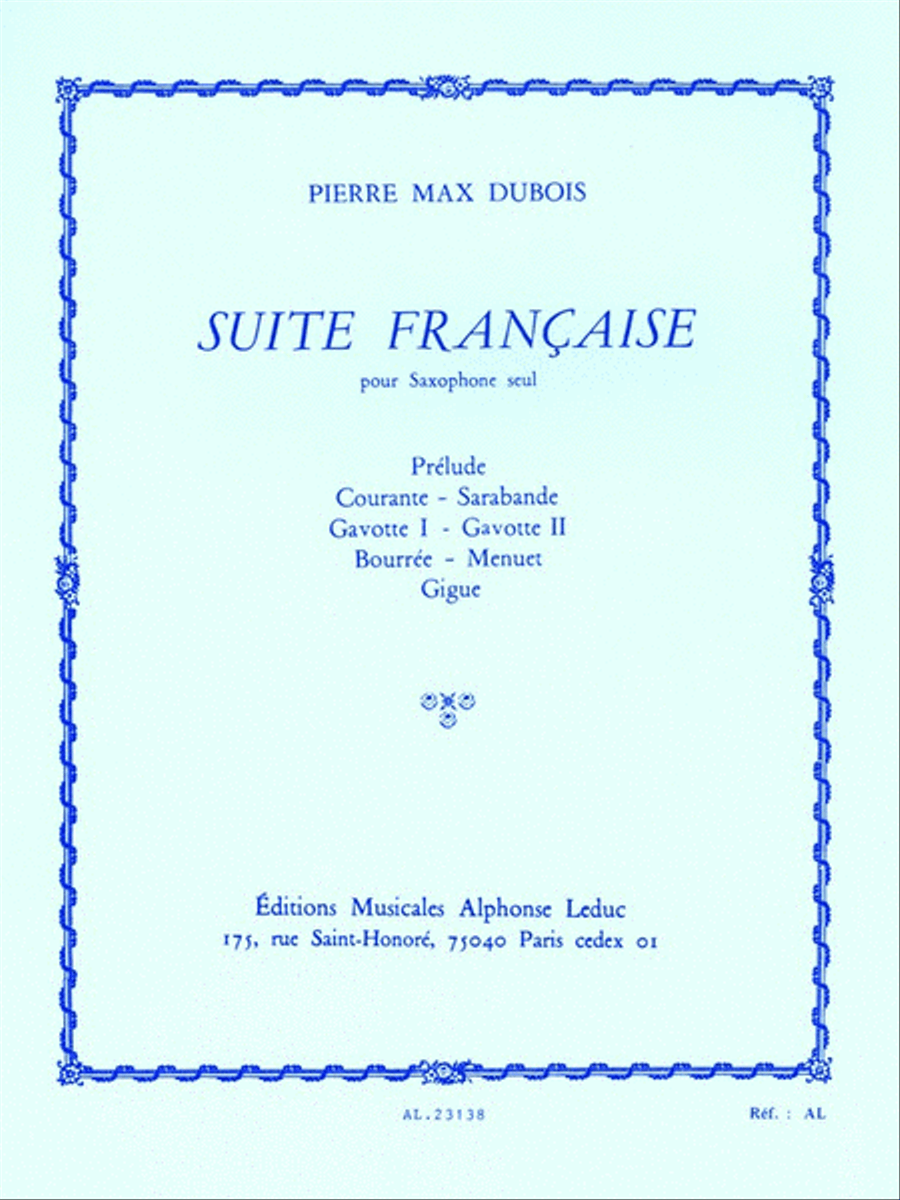 PIERRE MAX DUBOIS
SUITE FRANÇAISE
pour Saxophone seul
Prélude
Courante - Sarabande
Gavotte I - Gavotte II
Bourrée - Menuet
Gigue
Éditions Musicales Alphonse Leduc
175, rue Saint-Honoré, 75040 Paris cedex 01
AL.23138
Réf. : AL